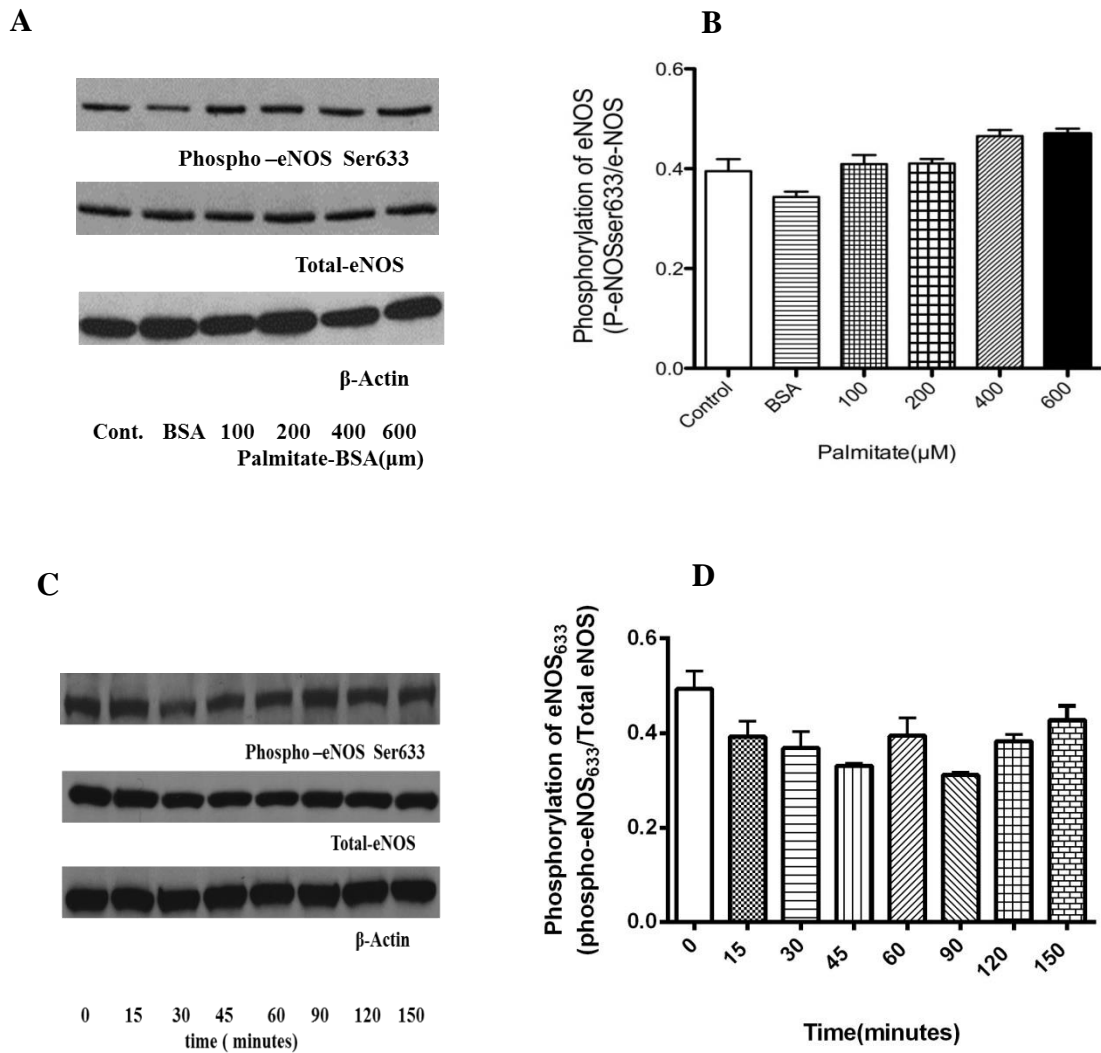 A
Phospho –eNOS Ser633
Total-eNOS
β-Actin
Cont. BSA 100 200 400 600
Palmitate-BSA(μm)
B
Phosphorylation of eNOS
(P-eNOSser633/e-NOS
0.6
0.4
0.2
0.0
Control BSA 100 200 400 600
Palmitate(μM)
C
Phospho –eNOS Ser633
Total-eNOS
β-Actin
0 15 30 45 60 90 120 150
time ( minutes)
D
Phosphorylation of eNOS633
(phospho-eNOS633/Total eNOS)
0.6
0.4
0.2
0.0
0 15 30 45 60 90 120 150
Time(minutes)